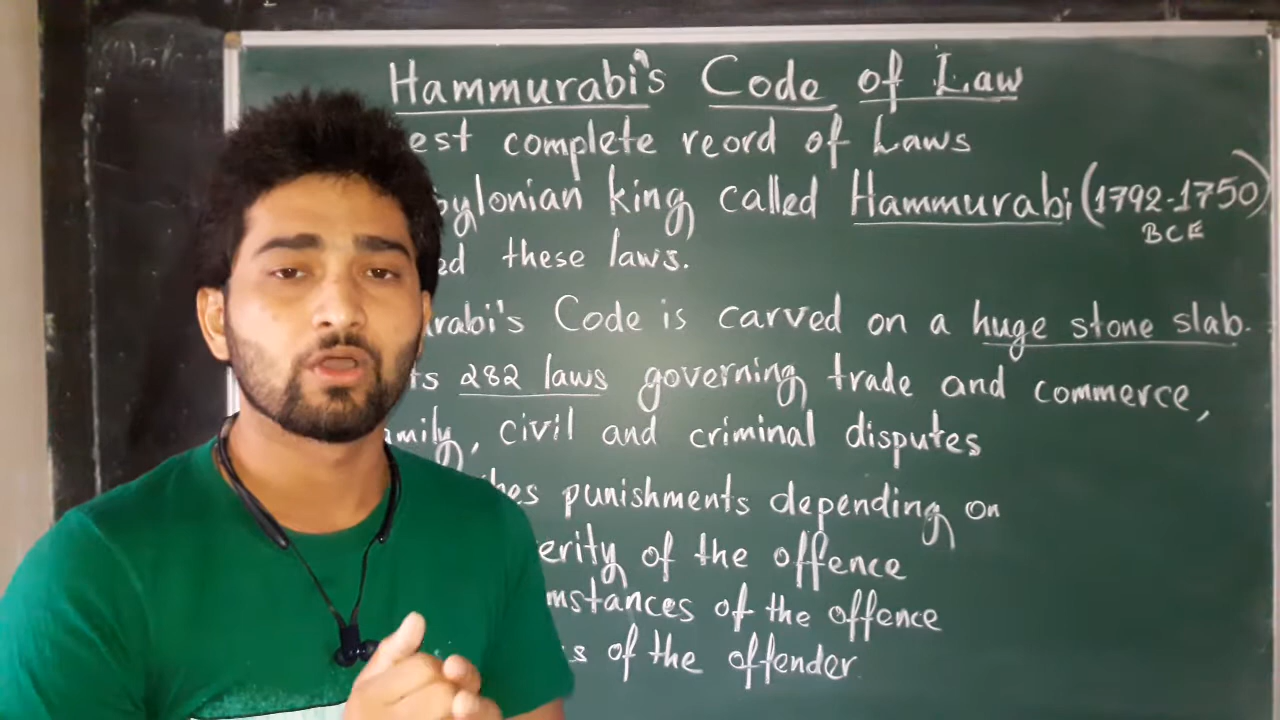 Hammurabi's Code of Law
est complete reord of Laws
bylonian king called Hammurabi (1792-1750)
BCE
ed these laws.
rabi's Code is carved on a huge stone slab.
ts 282 laws governing trade and commerce,
amily, civil and criminal disputes
bes punishments depending on
erity of the offence
mstances of the offence
s of the offender.